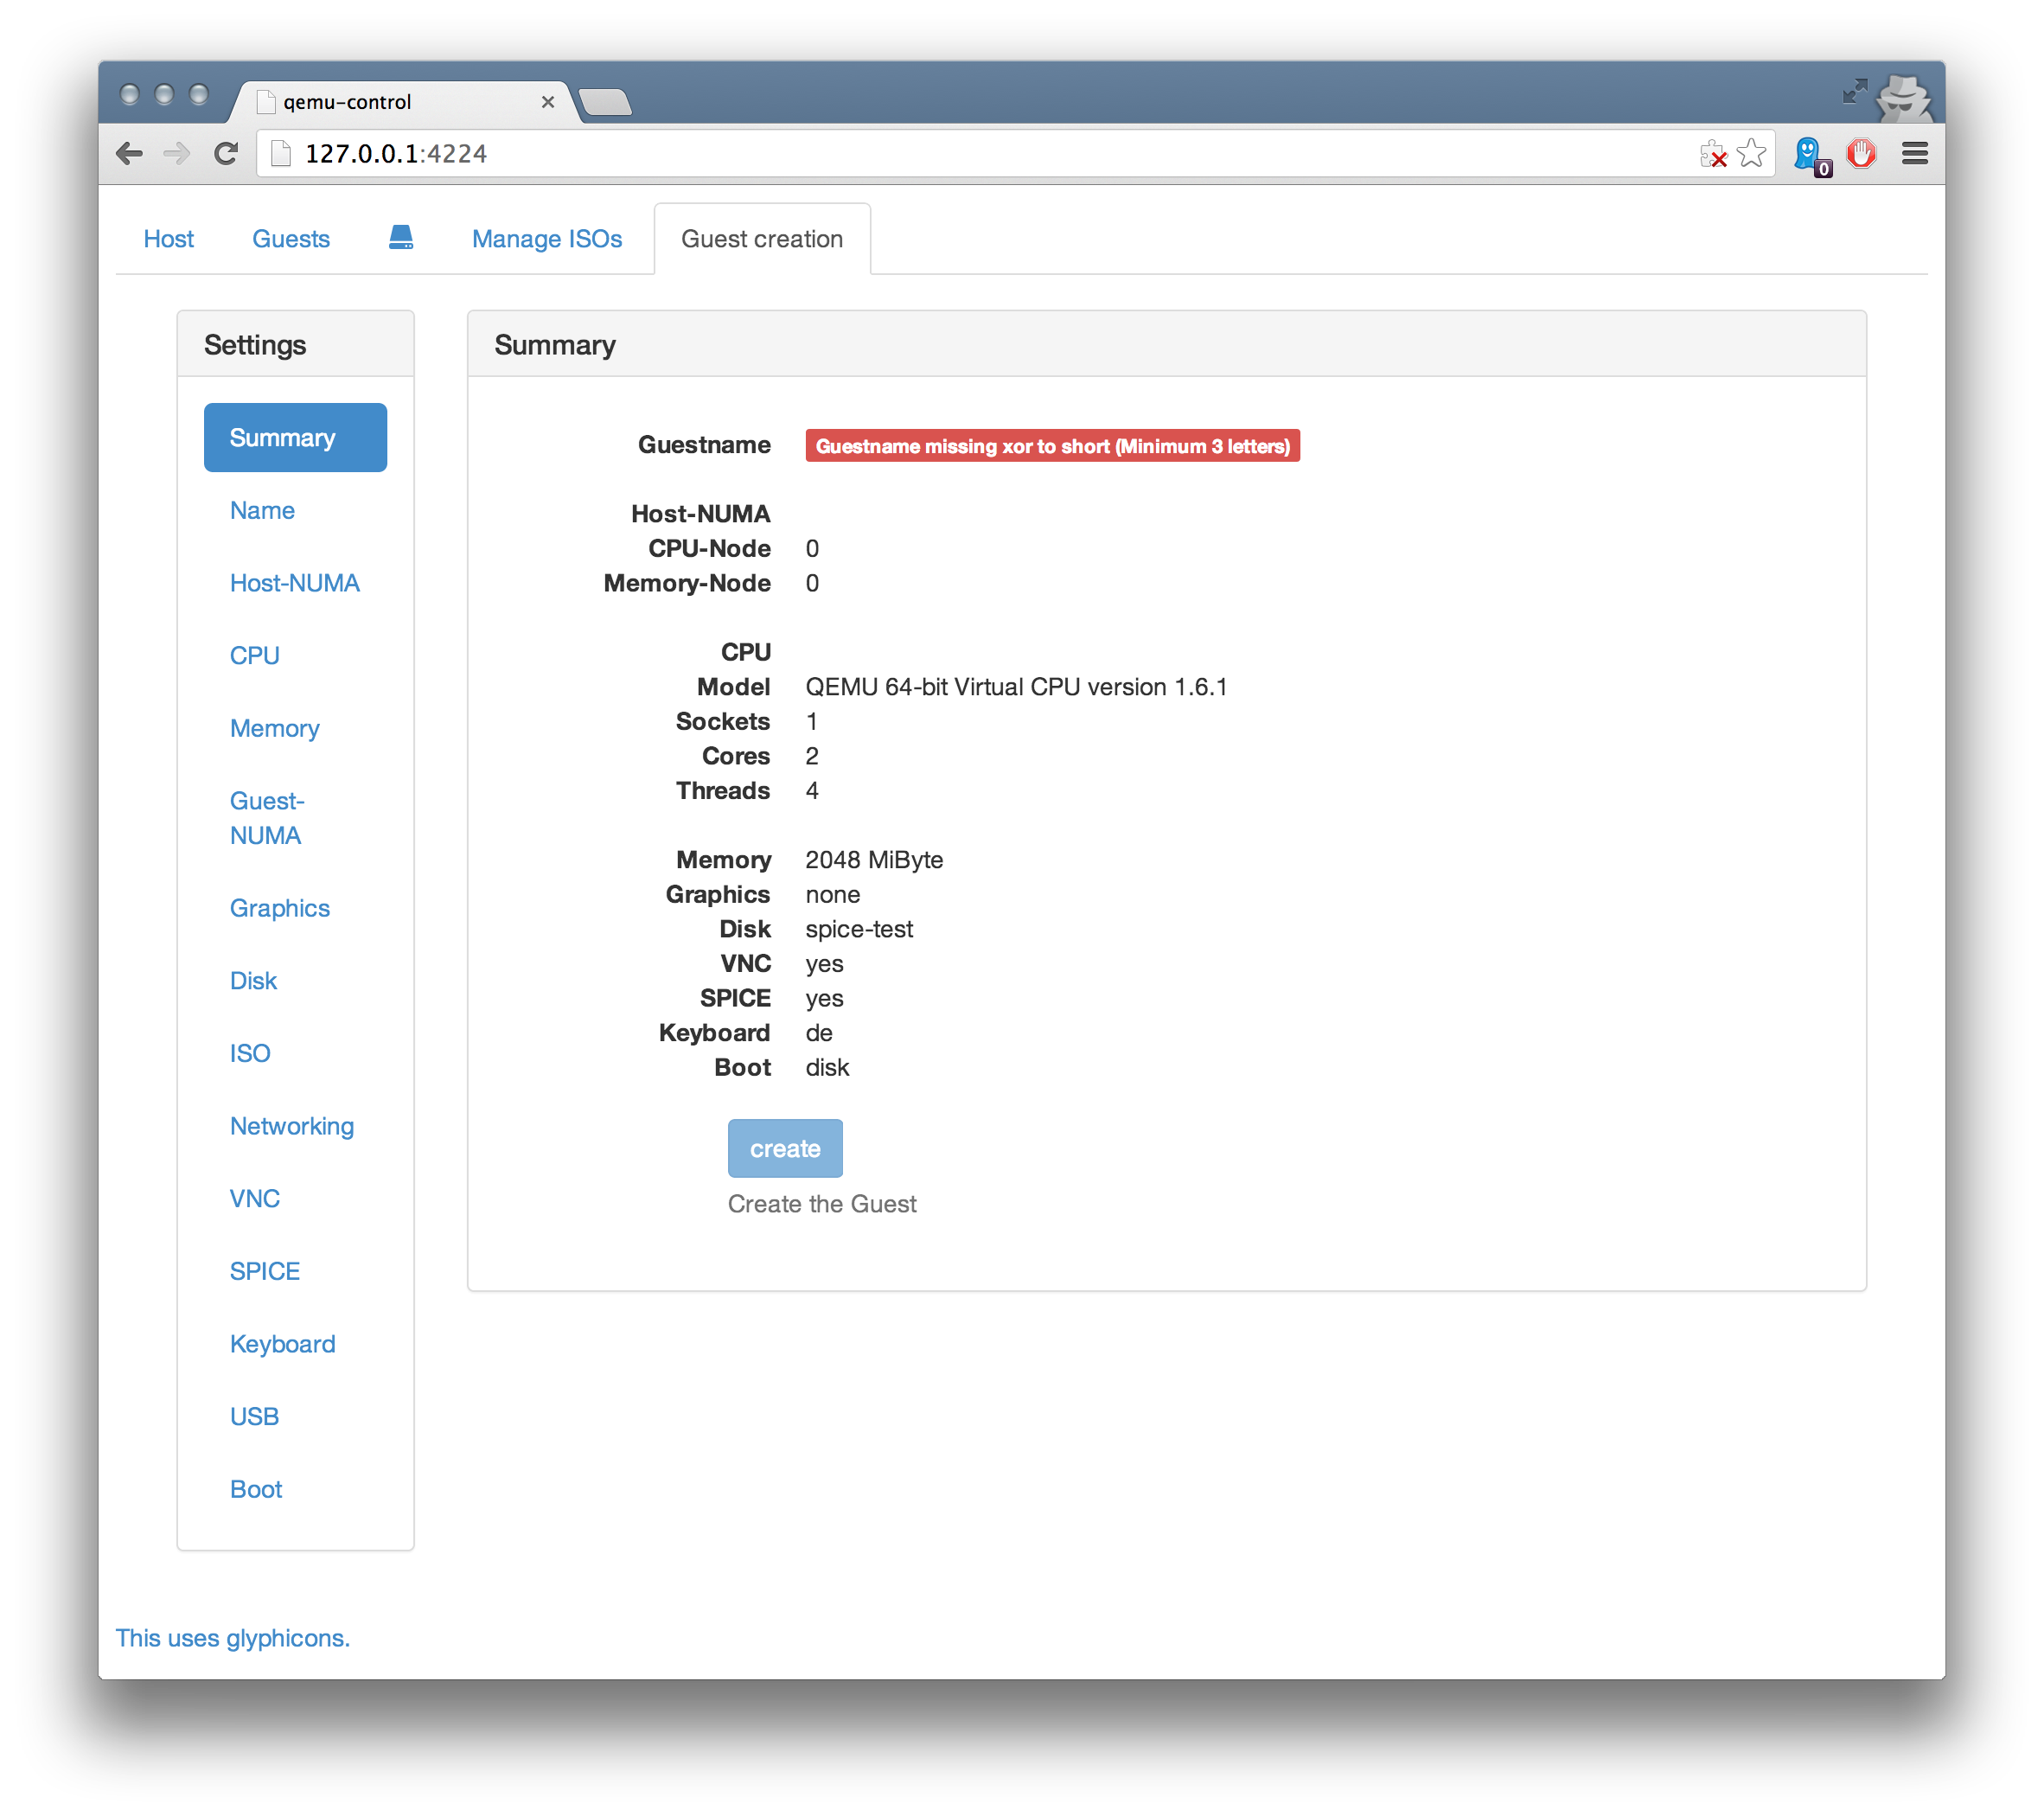 qemu-control
127.0.0.1:4224
0
Host Guests Manage ISOs Guest creation
Settings
Summary
Name
Host-NUMA
CPU
Memory
Guest-
NUMA
Graphics
Disk
ISO
Networking
VNC
SPICE
Keyboard
USB
Boot
Summary
Guestname Guestname missing xor to short (Minimum 3 letters)
Host-NUMA
CPU-Node 0
Memory-Node 0
CPU
Model QEMU 64-bit Virtual CPU version 1.6.1
Sockets 1
Cores 2
Threads 4
Memory 2048 MiByte
Graphics none
Disk spice-test
VNC yes
SPICE yes
Keyboard de
Boot disk
create
Create the Guest
This uses glyphicons.